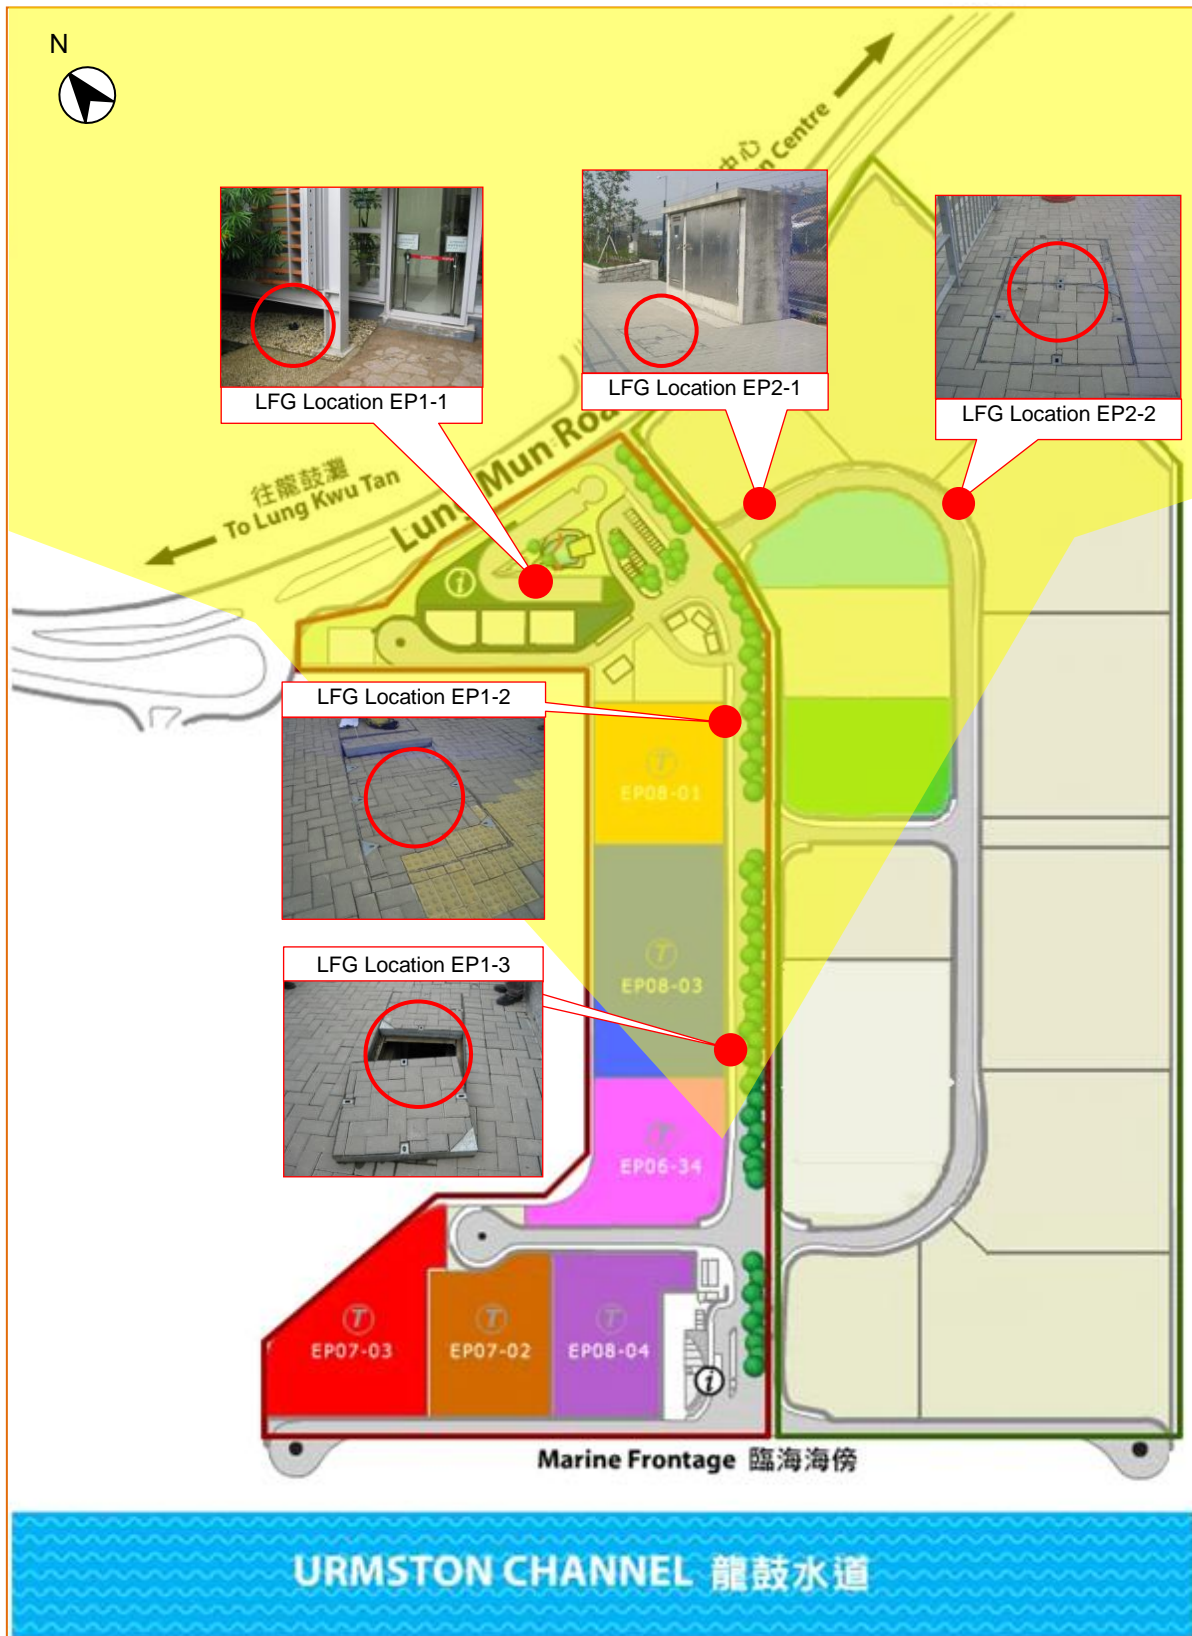 N
中心
n Centre
LFG Location EP1-1
LFG Location EP2-1
LFG Location EP2-2
Lung Mun Roa
往龍鼓灘
To Lung Kwu Tan
i
LFG Location EP1-2
T
EP08-01
LFG Location EP1-3
T
EP08-03
T
EP06-34
T
EP07-03
T
EP07-02
T
EP08-04
i
Marine Frontage 臨海海傍
URMSTON CHANNEL 龍鼓水道